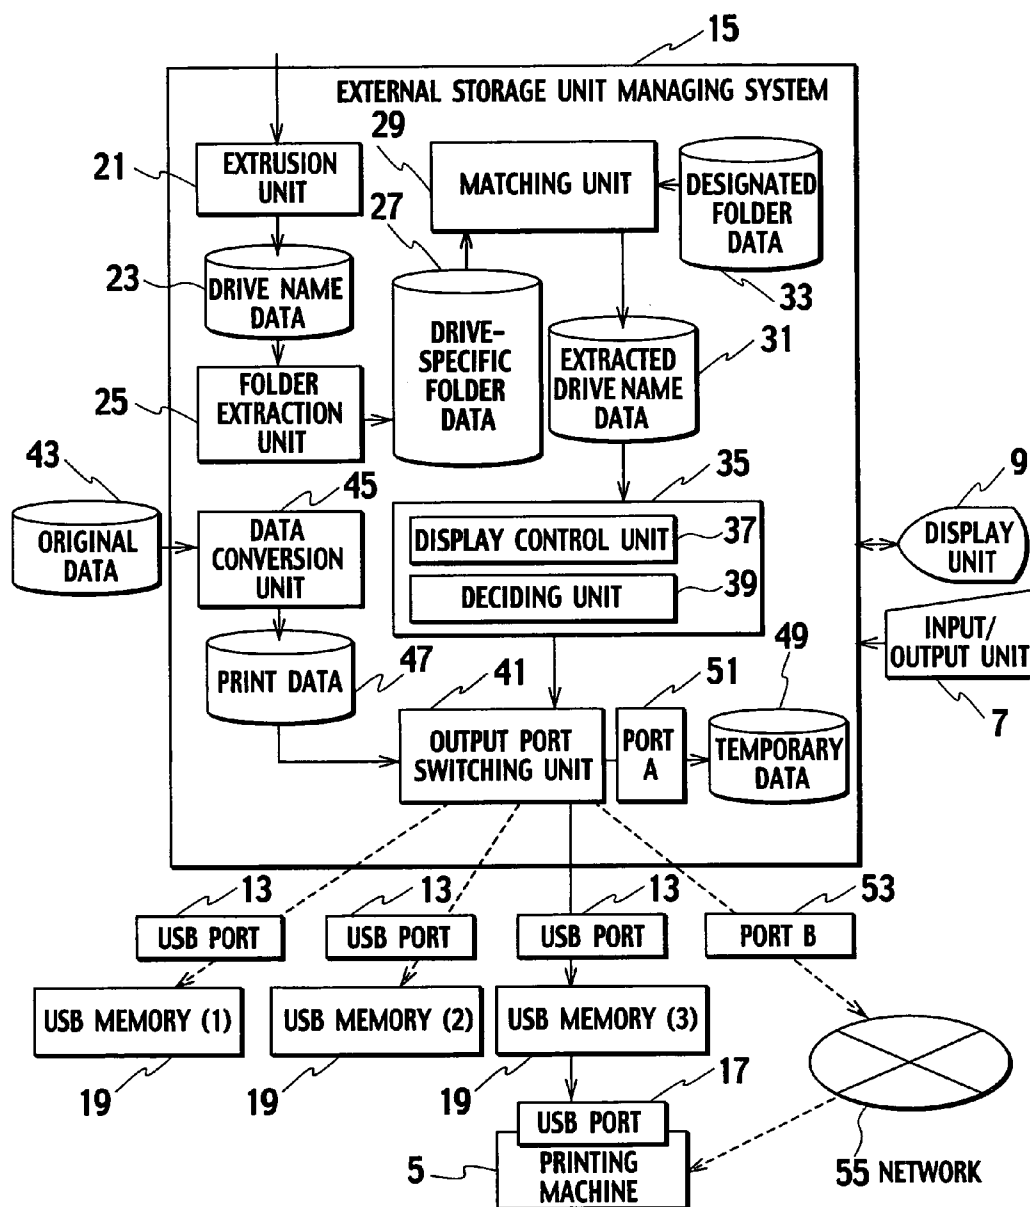 15
EXTERNAL STORAGE UNIT MANAGING SYSTEM
21
EXTRUSION
UNIT
29
MATCHING UNIT
DESIGNATED
FOLDER
DATA
33
27
23
DRIVE NAME
DATA
DRIVE-
SPECIFIC
FOLDER
DATA
EXTRACTED
DRIVE NAME
DATA
31
25
FOLDER
EXTRACTION
UNIT
43
ORIGINAL
DATA
45
DATA
CONVERSION
UNIT
35
DISPLAY CONTROL UNIT
37
DECIDING UNIT
39
9
DISPLAY
UNIT
INPUT/
OUTPUT UNIT
7
PRINT DATA
47
41
OUTPUT PORT
SWITCHING UNIT
51
PORT
A
49
TEMPORARY
DATA
13
USB PORT
13
USB PORT
13
USB PORT
53
PORT B
USB MEMORY (1)
19
USB MEMORY (2)
19
USB MEMORY (3)
19
17
USB PORT
5
PRINTING
MACHINE
55 NETWORK